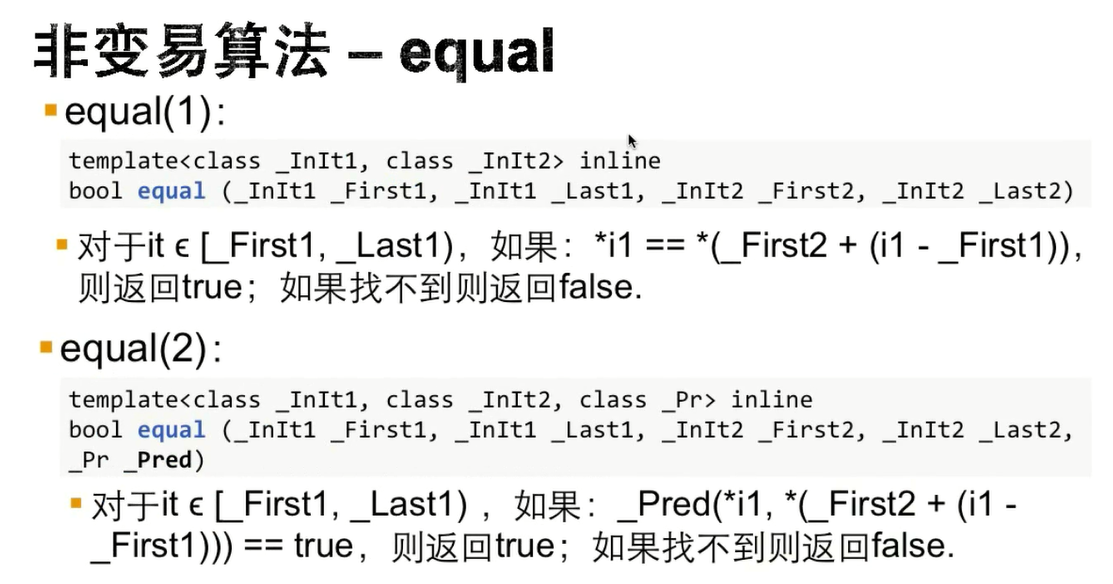 非变易算法 – equal
equal(1):
template<class _InIt1, class _InIt2> inline
bool equal (_InIt1 _First1, _InIt1 _Last1, _InIt2 _First2, _InIt2 _Last2)
对于it ϵ [_First1, _Last1)，如果：*i1 == *(_First2 + (i1 - _First1)),
则返回true；如果找不到则返回false.
equal(2):
template<class _InIt1, class _InIt2, class _Pr> inline
bool equal (_InIt1 _First1, _InIt1 _Last1, _InIt2 _First2, _InIt2 _Last2,
_Pr _Pred)
对于it ϵ [_First1, _Last1) ，如果：_Pred(*i1, *(_First2 + (i1 -
_First1))) == true，则返回true；如果找不到则返回false.